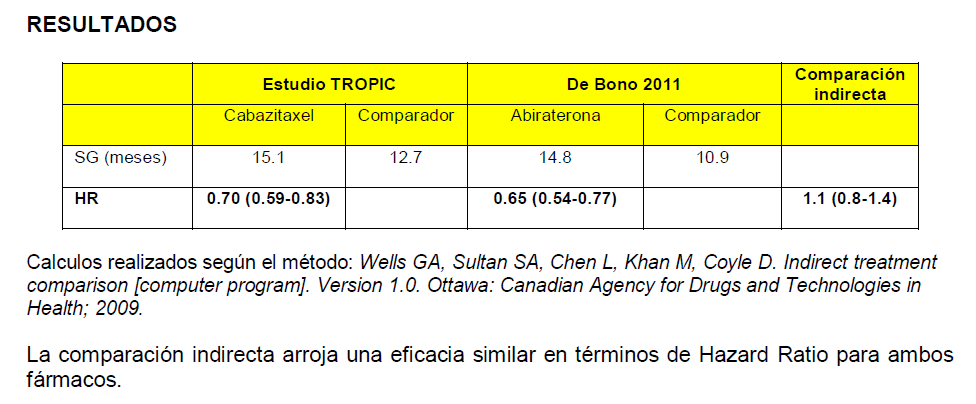 RESULTADOS
Estudio TROPIC De Bono 2011 Comparación
indirecta
Cabazitaxel Comparador Abiraterona Comparador
SG (meses) 15.1 12.7 14.8 10.9
HR 0.70 (0.59-0.83) 0.65 (0.54-0.77) 1.1 (0.8-1.4)
Calculos realizados según el método: Wells GA, Sultan SA, Chen L, Khan M, Coyle D. Indirect treatment
comparison [computer program]. Version 1.0. Ottawa: Canadian Agency for Drugs and Technologies in
Health; 2009.
La comparación indirecta arroja una eficacia similar en términos de Hazard Ratio para ambos
fármacos.